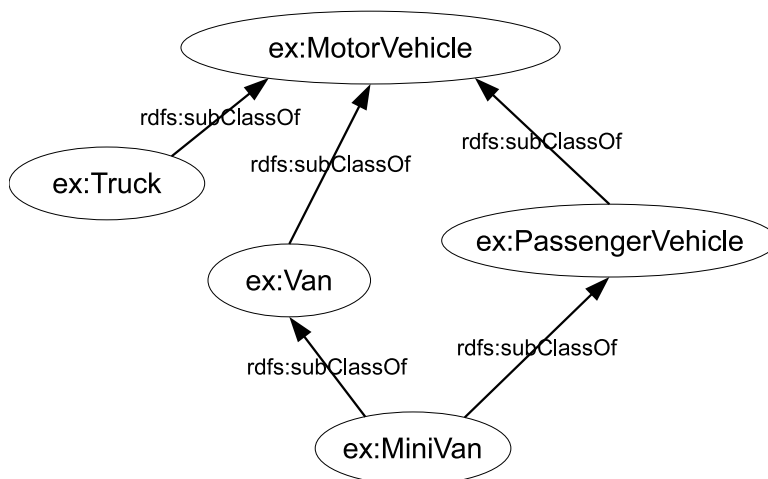 ex:MotorVehicle
rdfs:subClassOf
ex:Truck
rdfs:subClassOf
rdfs:subClassOf
ex:PassengerVehicle
ex:Van
rdfs:subClassOf
rdfs:subClassOf
ex:MiniVan